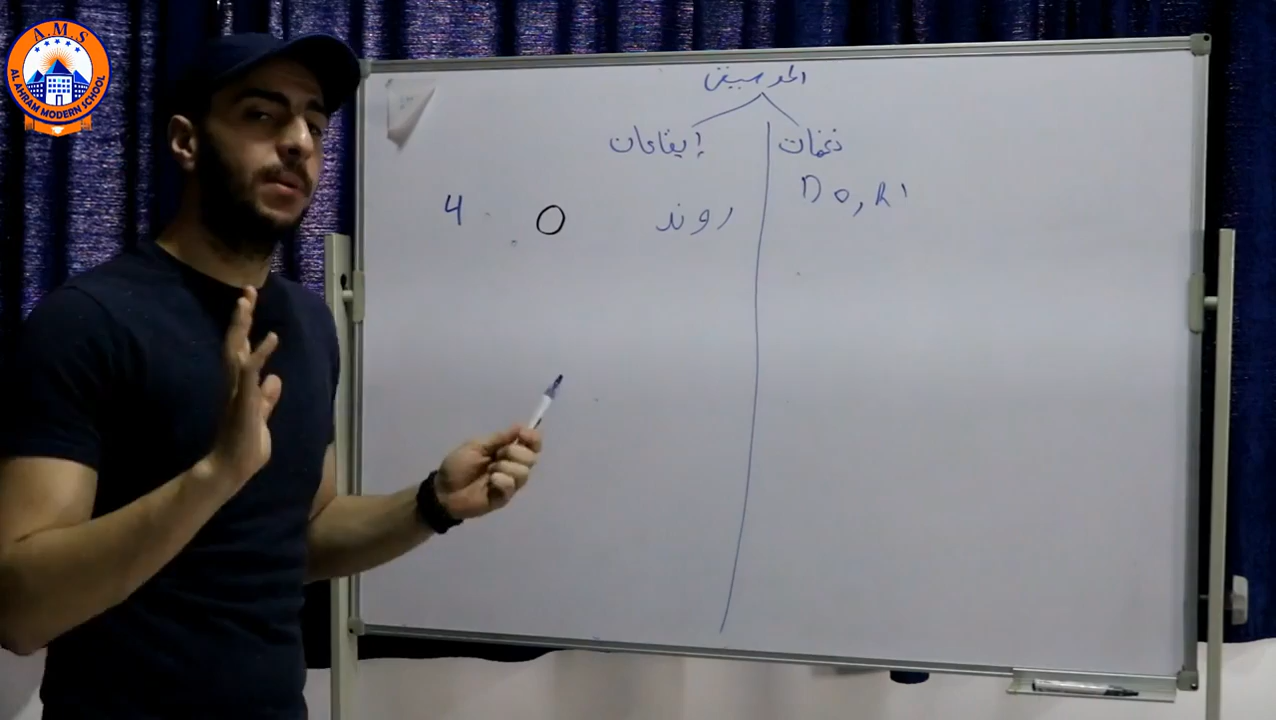 A.M.S
AL AHRAM MODERN SCHOOL
الموسيقى
نغمات
إيقاعات
Do, Ri
روند O 4